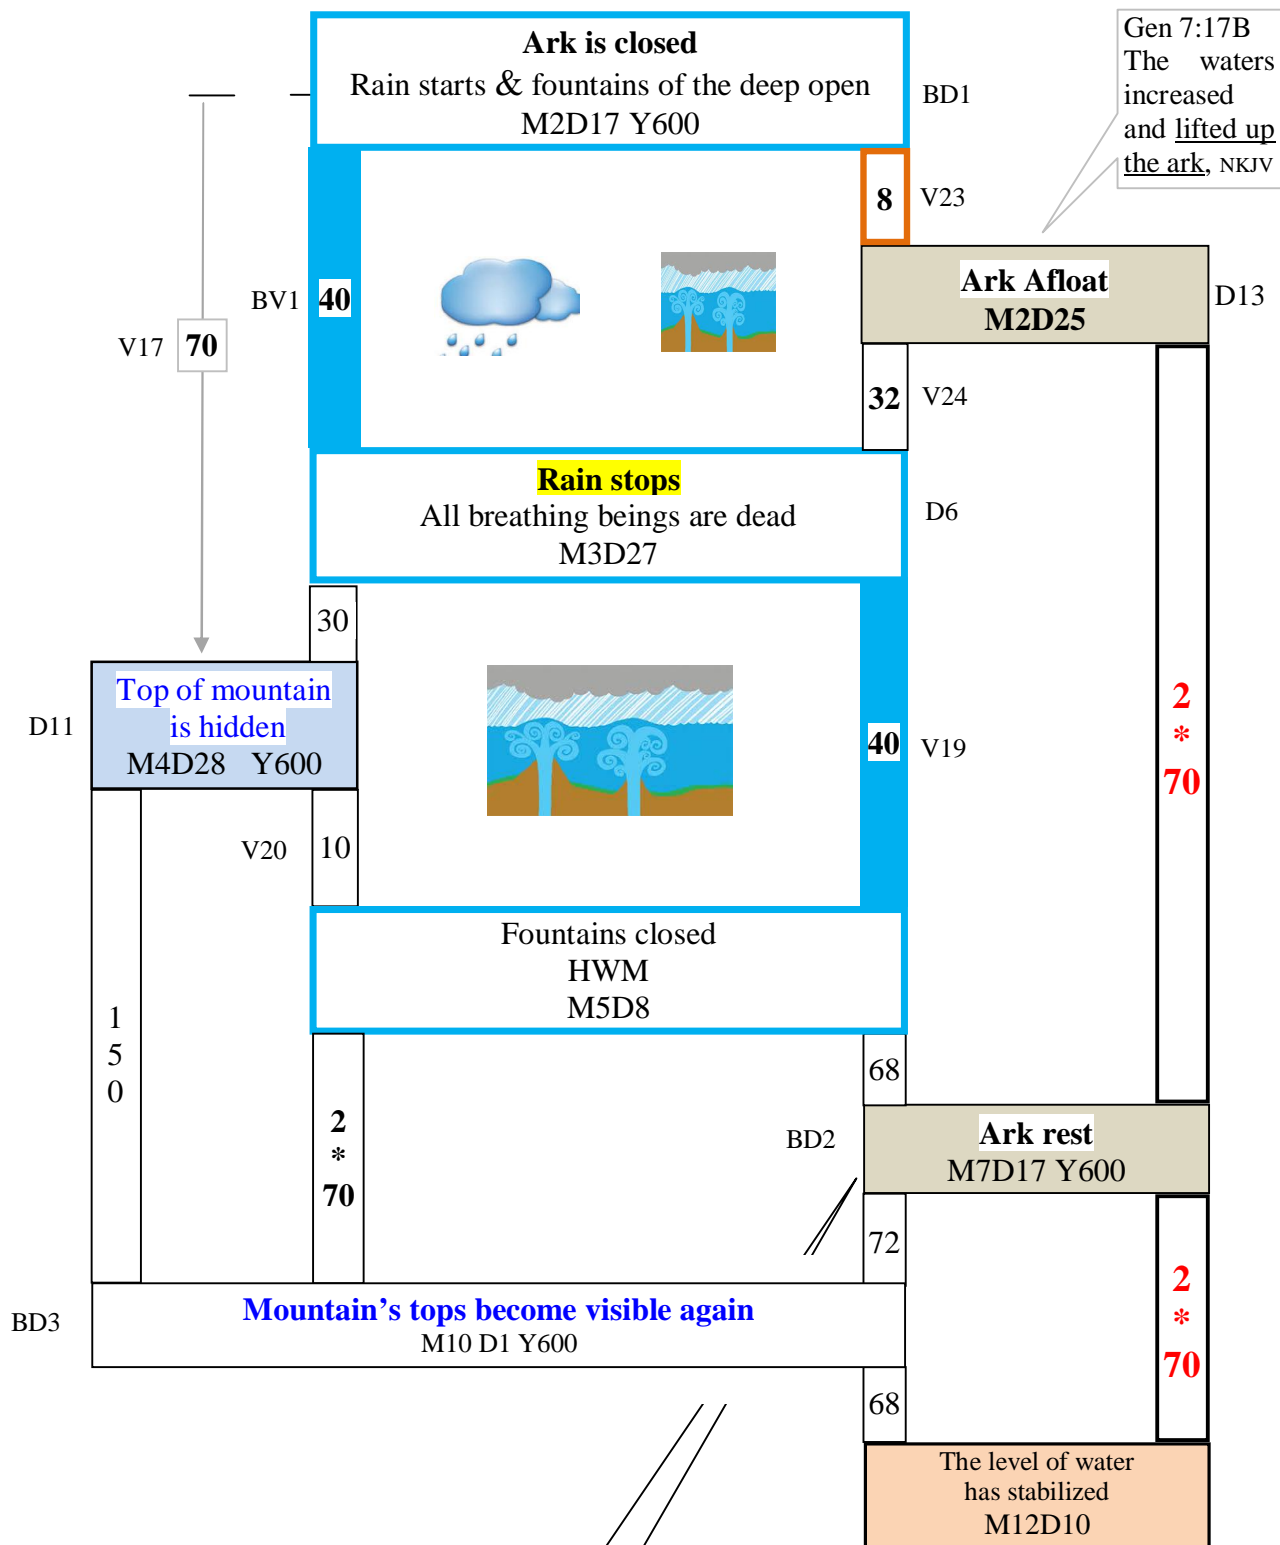 Ark is closed
Rain starts & fountains of the deep open
M2D17 Y600
BD1
Gen 7:17B
The waters
increased
and lifted up
the ark, NKJV
8
V23
Ark Afloat
M2D25
D13
BV1
40
V17
70
32
V24
Rain stops
All breathing beings are dead
M3D27
D6
30
Top of mountain
is hidden
M4D28 Y600
D11
40
V19
2
*
70
V20
10
Fountains closed
HWM
M5D8
1
5
0
2
*
70
68
BD2
Ark rest
M7D17 Y600
72
2
*
70
BD3
Mountain’s tops become visible again
M10 D1 Y600
68
The level of water
has stabilized
M12D10